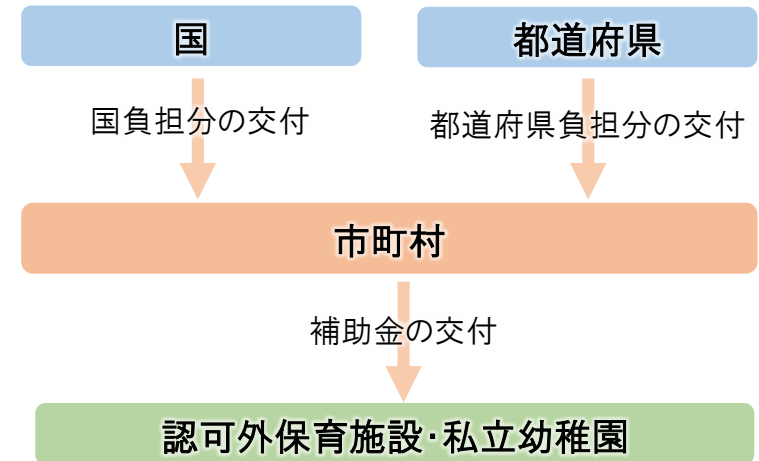 国
都道府県
国負担分の交付
都道府県負担分の交付
市町村
補助金の交付
認可外保育施設・私立幼稚園